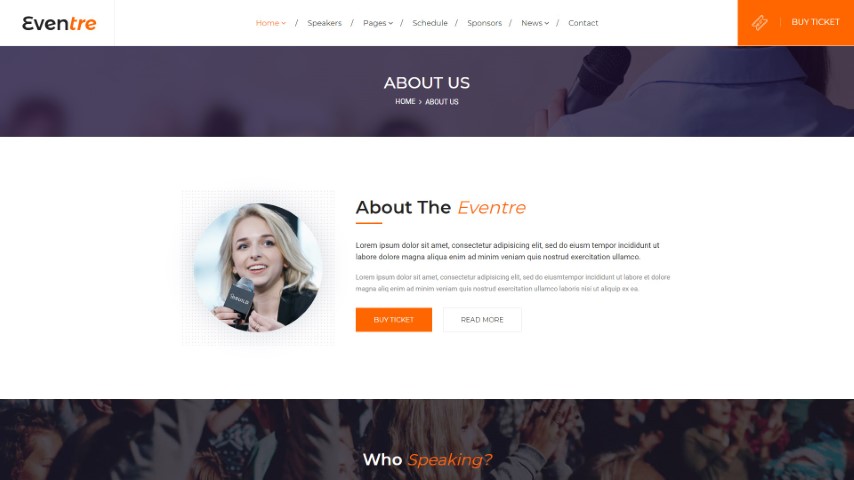 Eventre
Home / Speakers / Pages / Schedule / Sponsors / News / Contact
BUY TICKET
ABOUT US
HOME > ABOUT US
About The Eventre
Lorem ipsum dolor sit amet, consectetur adipisicing elit, sed do eiusm tempor incididunt ut
labore dolore magna aliqua enim ad minim veniam quis nostrud exercitation ullamco.
Lorem ipsum dolor sit amet, consectetur adipisicing elit, sed do eiusmtempor incididunt ut labore et dolore
magna aliq enim ad minim veniam quis nostrud exercitation ullamco laboris nisi ut aliquip ex ea.
BUY TICKET
READ MORE
Who Speaking?